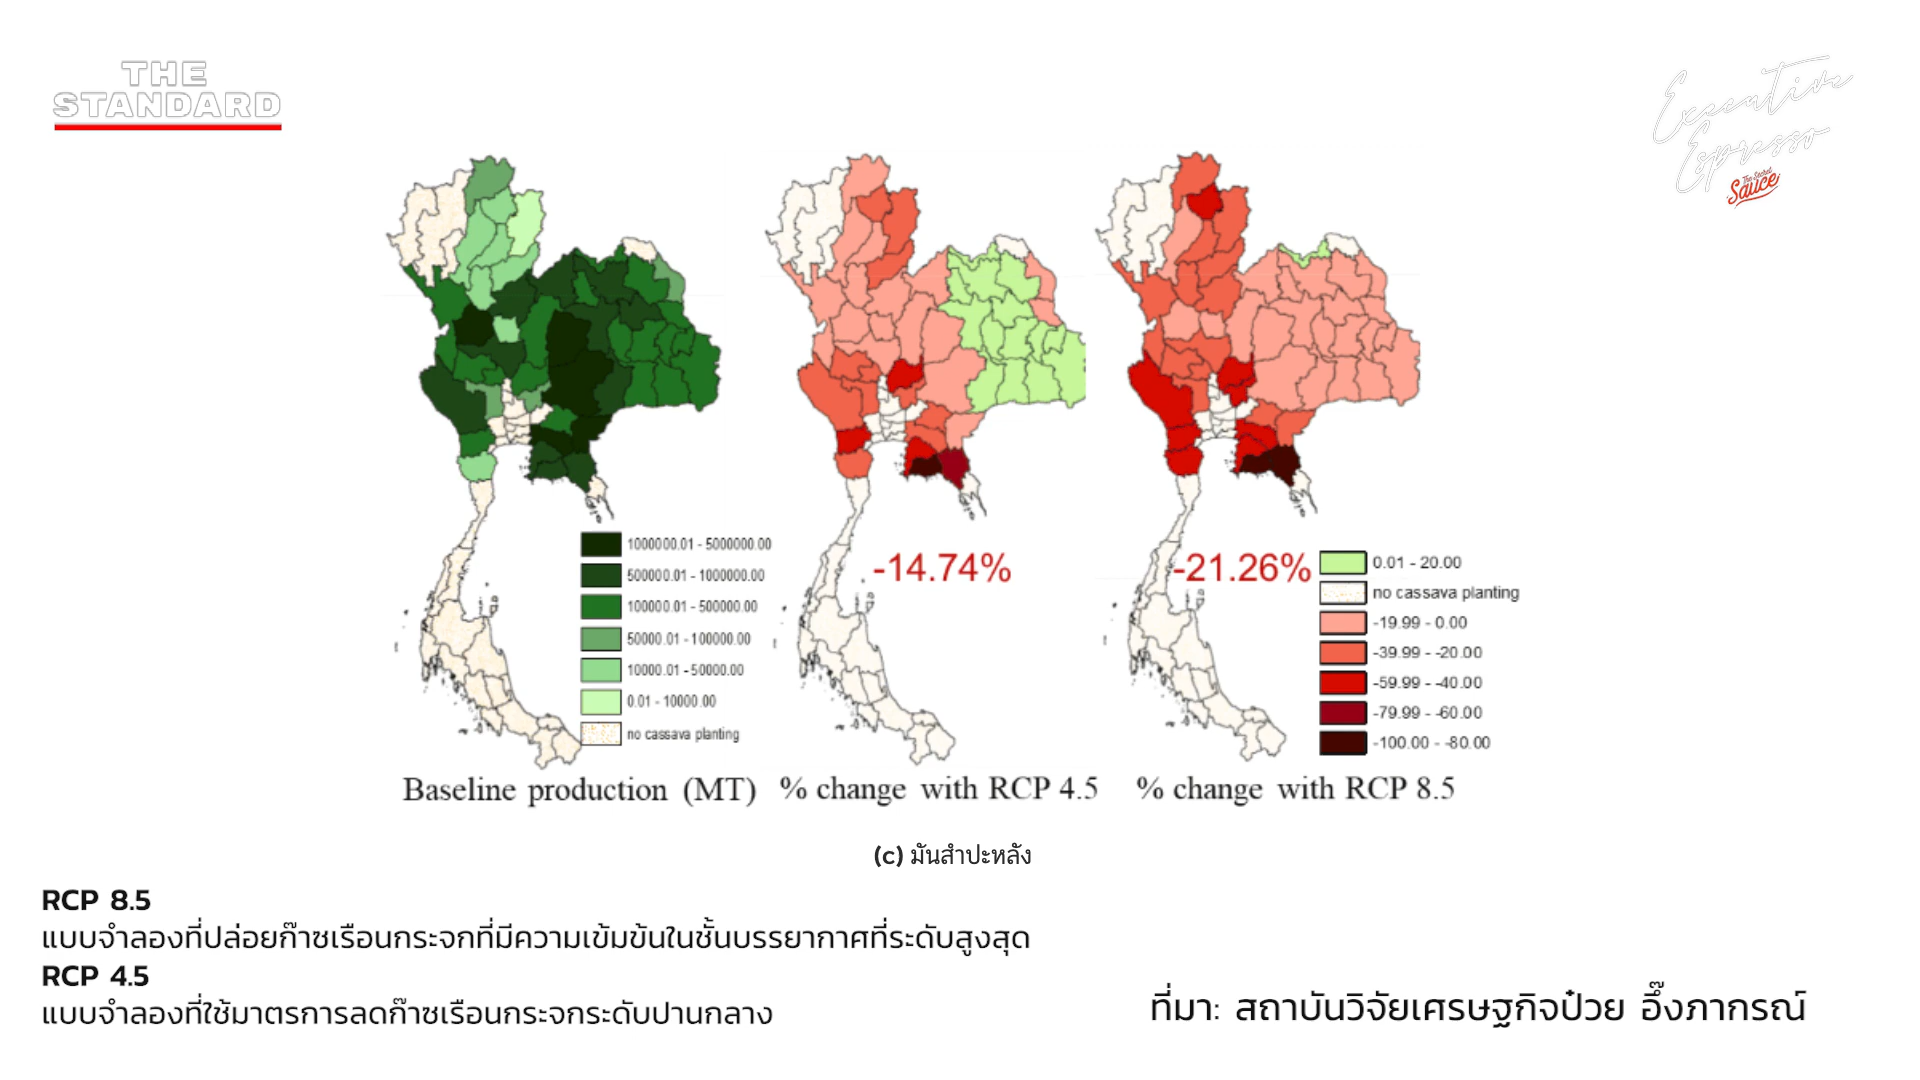 THE
STANDARD
Executive
Espresso
The Secret
Sauce
1000000.01 - 5000000.00
500000.01 - 1000000.00
100000.01 - 500000.00
50000.01 - 100000.00
10000.01 - 50000.00
0.01 - 10000.00
no cassava planting
-14.74%
-21.26%
0.01 - 20.00
no cassava planting
-19.99 - 0.00
-39.99 - -20.00
-59.99 - -40.00
-79.99 - -60.00
-100.00 - -80.00
Baseline production (MT)
% change with RCP 4.5
% change with RCP 8.5
(c) มันสำปะหลัง
RCP 8.5
แบบจำลองที่ปล่อยก๊าซเรือนกระจกที่มีความเข้มข้นในชั้นบรรยากาศที่ระดับสูงสุด
RCP 4.5
แบบจำลองที่ใช้มาตรการลดก๊าซเรือนกระจกระดับปานกลาง
ที่มา: สถาบันวิจัยเศรษฐกิจป๋วย อึ๊งภากรณ์